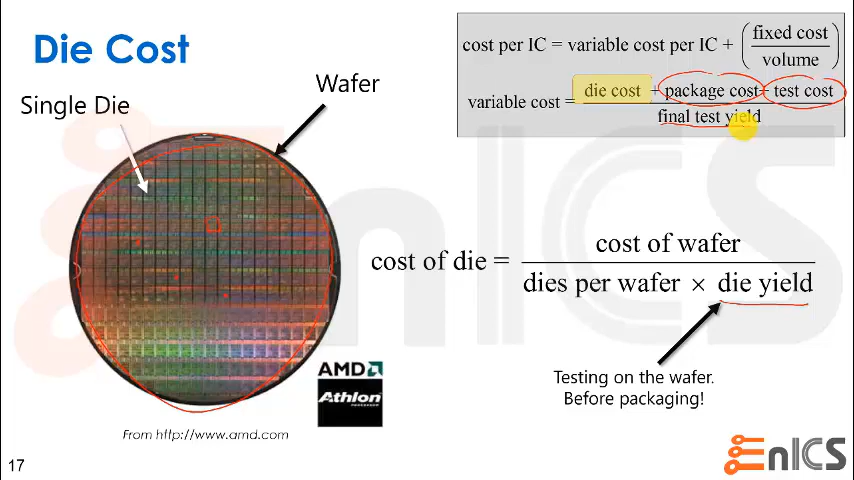 Die Cost
cost per IC = variable cost per IC + (fixed cost / volume)
variable cost = die cost + package cost + test cost / final test yield
Single Die
Wafer
cost of die = cost of wafer / dies per wafer × die yield
Testing on the wafer.
Before packaging!
AMD
Athlon
From http://www.amd.com
17
EnICS